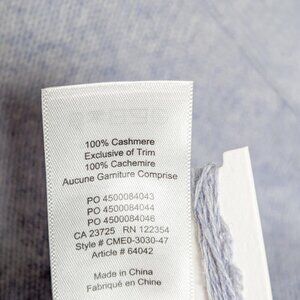 100% Cashmere
Exclusive of Trim
100% Cachemire
Aucune Garniture Comprise
PO 4500084043
PO 4500084044
PO 4500084046
CA 23725 RN 122354
Style # CME0-3030-47
Article # 64042
Made in China
Fabriqué en Chine